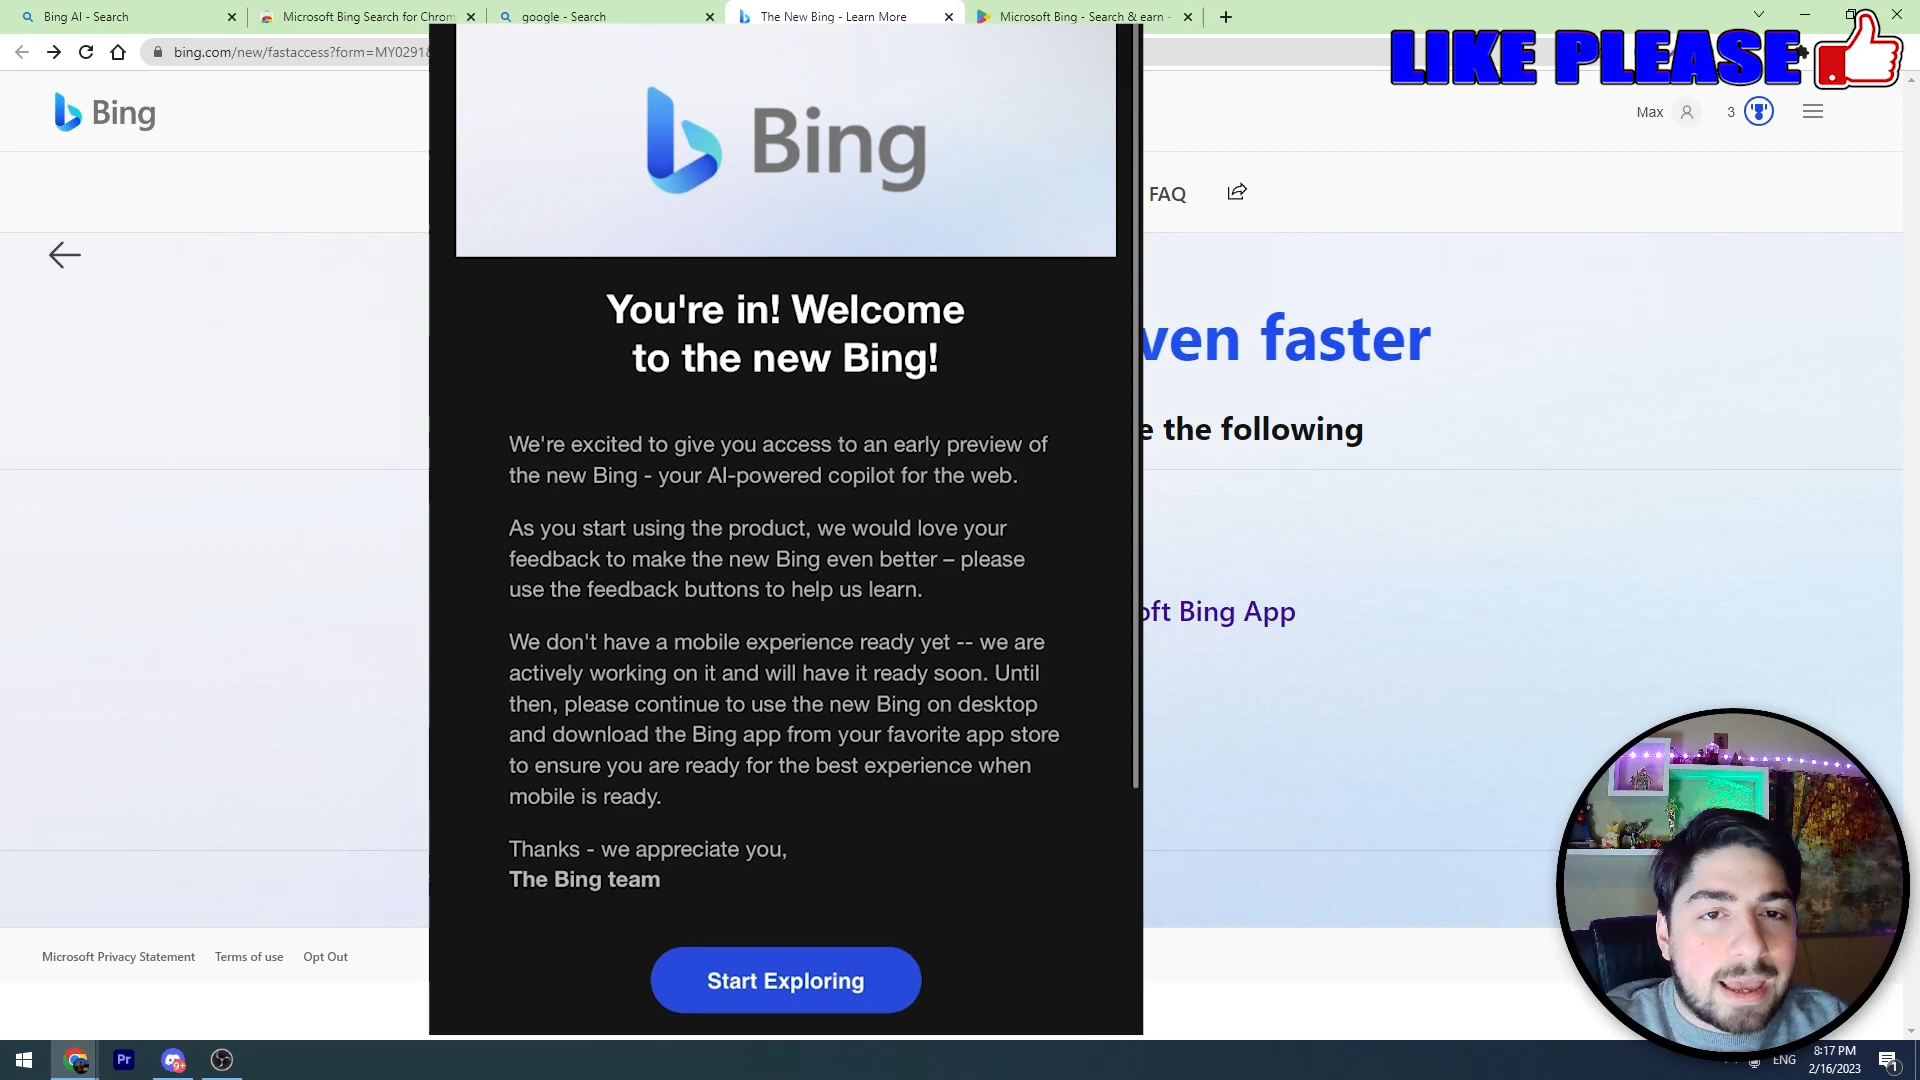 Bing AI - Search
Microsoft Bing Search for Chrom
google - Search
The New Bing - Learn More
Microsoft Bing - Search & earn -
bing.com/new/fastaccess?form=MY0291
LIKE PLEASE
Bing
Max
3
FAQ
Bing
ven faster
You're in! Welcome
to the new Bing!
e the following
We're excited to give you access to an early preview of
the new Bing - your AI-powered copilot for the web.
As you start using the product, we would love your
feedback to make the new Bing even better – please
use the feedback buttons to help us learn.
oft Bing App
We don't have a mobile experience ready yet -- we are
actively working on it and will have it ready soon. Until
then, please continue to use the new Bing on desktop
and download the Bing app from your favorite app store
to ensure you are ready for the best experience when
mobile is ready.
Thanks - we appreciate you,
The Bing team
Start Exploring
Microsoft Privacy Statement
Terms of use
Opt Out
Pr
9+
ENG
8:17 PM
2/16/2023
1